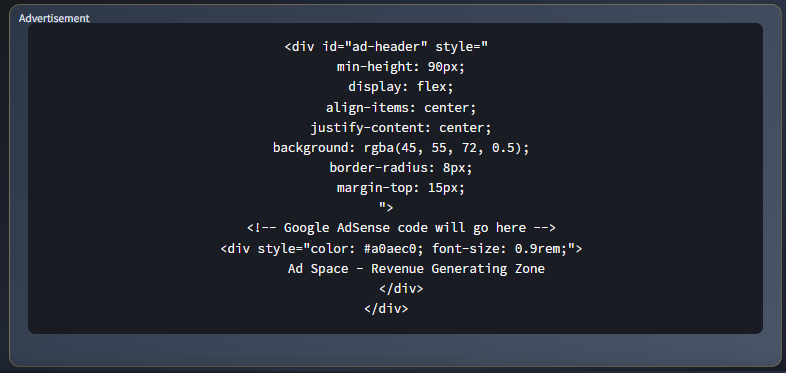 Advertisement
<div id="ad-header" style="
min-height: 90px;
display: flex;
align-items: center;
justify-content: center;
background: rgba(45, 55, 72, 0.5);
border-radius: 8px;
margin-top: 15px;
">
<!-- Google AdSense code will go here -->
<div style="color: #a0aec0; font-size: 0.9rem;">
Ad Space - Revenue Generating Zone
</div>
</div>